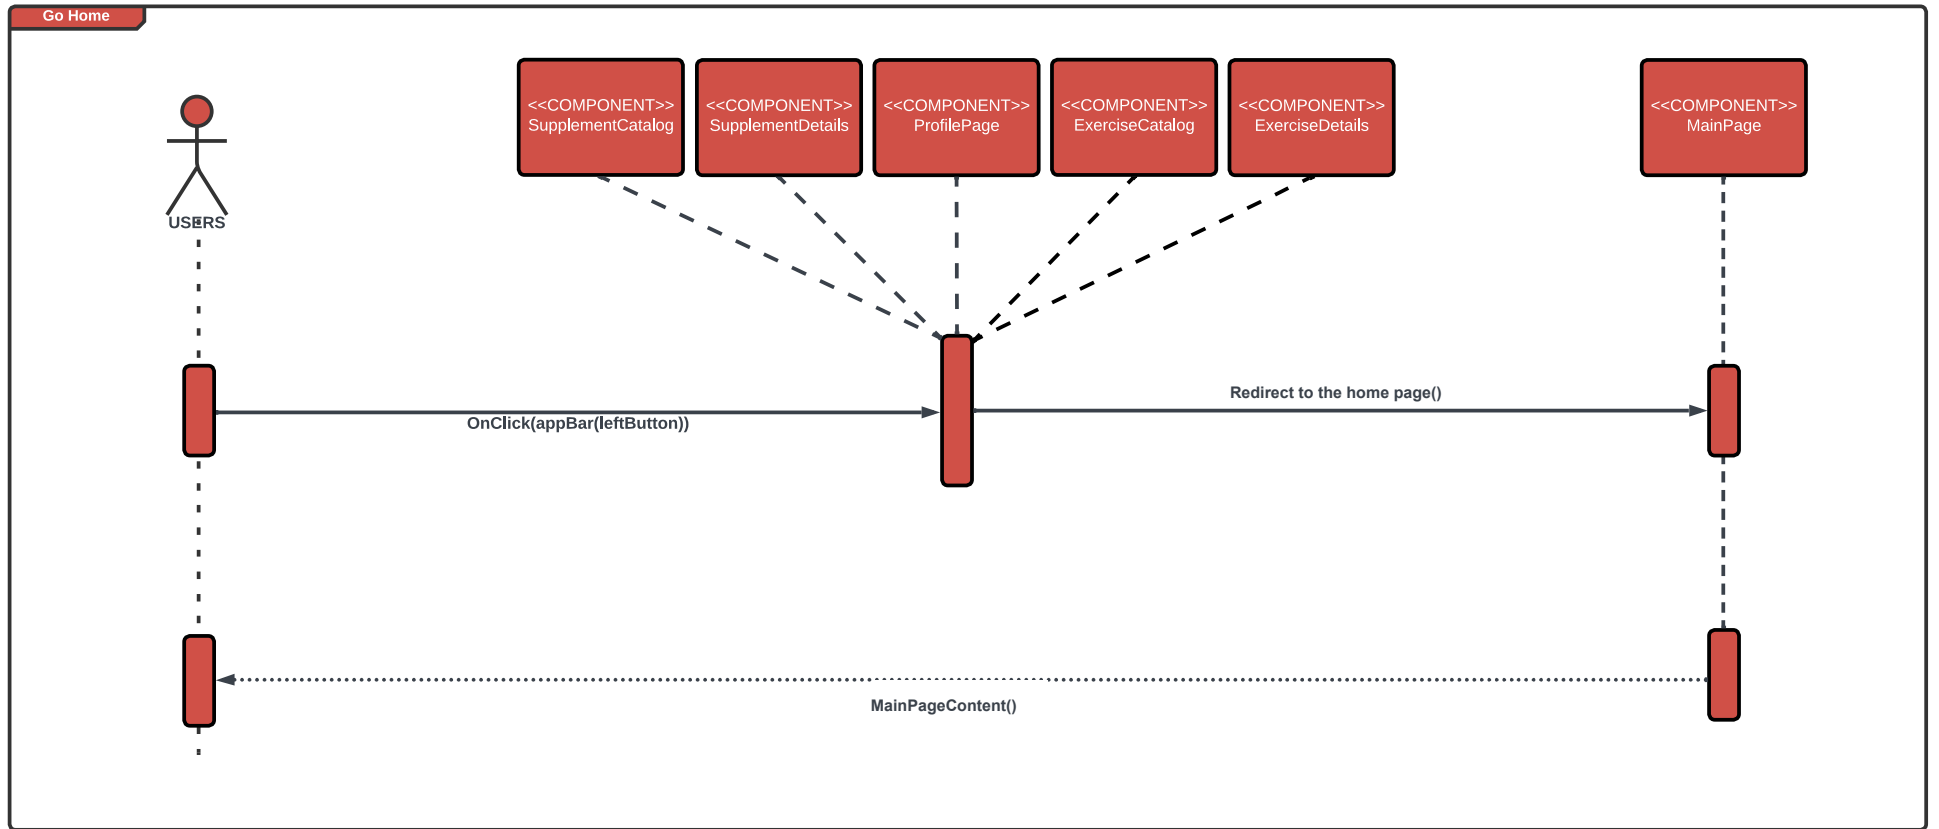 Go Home
<<COMPONENT>>
SupplementCatalog
<<COMPONENT>>
SupplementDetails
<<COMPONENT>>
ProfilePage
<<COMPONENT>>
ExerciseCatalog
<<COMPONENT>>
ExerciseDetails
<<COMPONENT>>
MainPage
USERS
Redirect to the home page()
OnClick(appBar(leftButton))
MainPageContent()